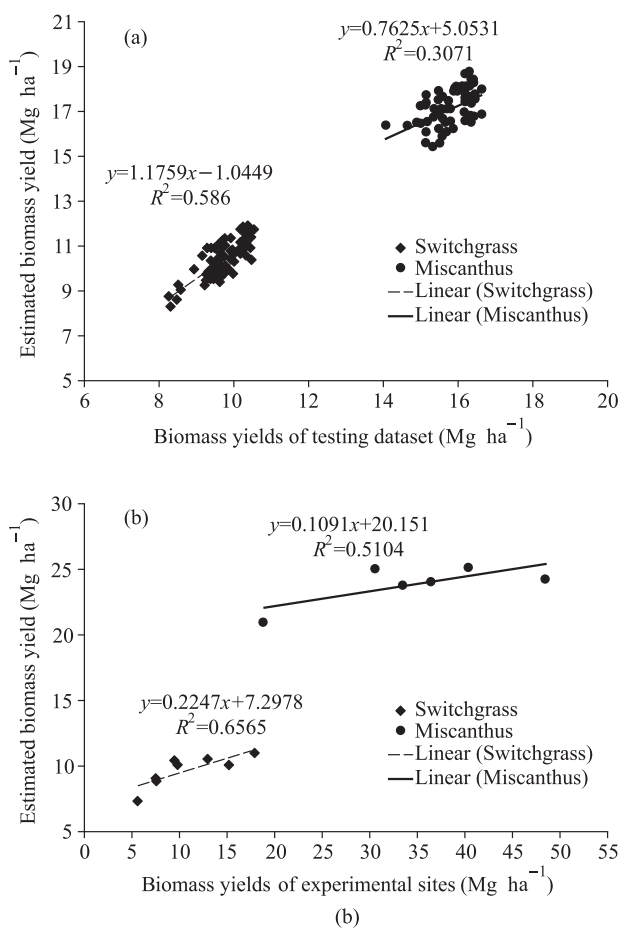 (a)
y=0.7625x+5.0531
R²=0.3071
y=1.1759x−1.0449
R²=0.586
Switchgrass
Miscanthus
Linear (Switchgrass)
Linear (Miscanthus)
21
19
17
15
13
11
9
7
5
6 8 10 12 14 16 18 20
Estimated biomass yield (Mg ha⁻¹)
Biomass yields of testing dataset (Mg ha⁻¹)
(b)
y=0.1091x+20.151
R²=0.5104
y=0.2247x+7.2978
R²=0.6565
Switchgrass
Miscanthus
Linear (Switchgrass)
Linear (Miscanthus)
30
25
20
15
10
5
0 5 10 15 20 25 30 35 40 45 50 55
Estimated biomass yield (Mg ha⁻¹)
Biomass yields of experimental sites (Mg ha⁻¹)
(b)